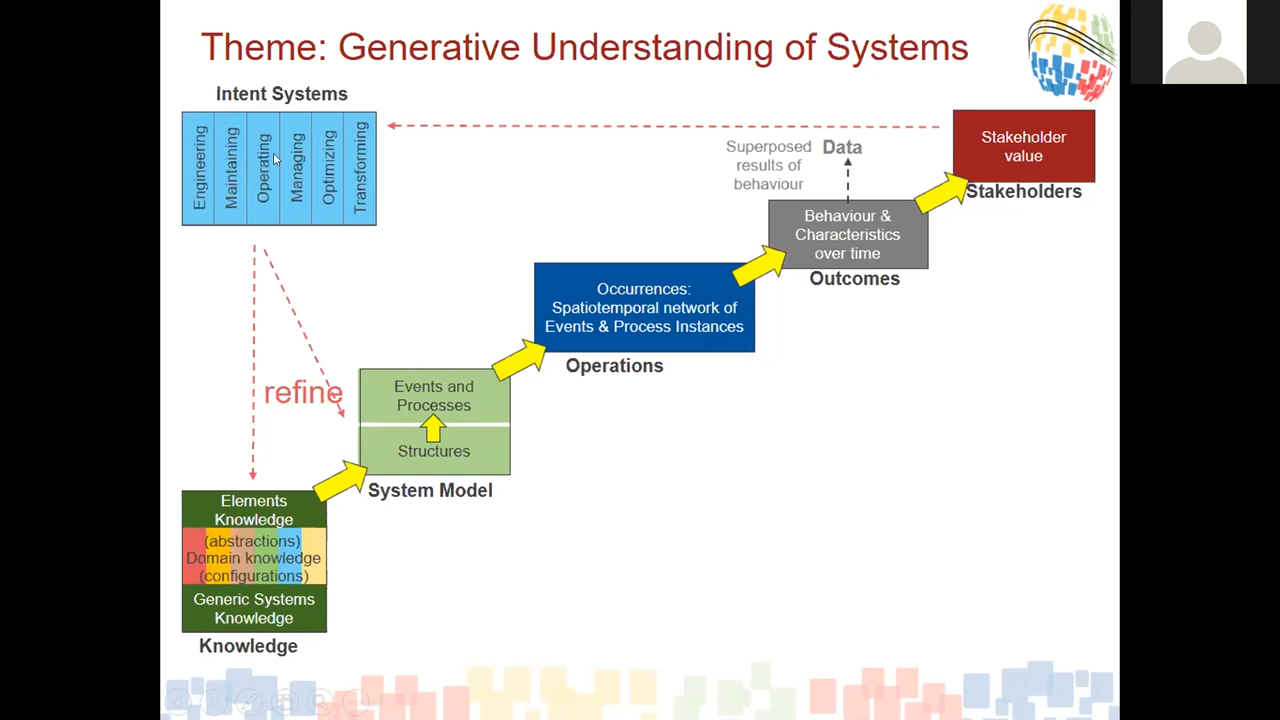 Theme: Generative Understanding of Systems
Intent Systems
Engineering
Maintaining
Operating
Managing
Optimizing
Transforming
Stakeholder
value
Stakeholders
Superposed
results of
behaviour
Data
Behaviour &
Characteristics
over time
Outcomes
Occurrences:
Spatiotemporal network of
Events & Process Instances
Operations
refine
Events and
Processes
Structures
System Model
Elements
Knowledge
(abstractions)
Domain knowledge
(configurations)
Generic Systems
Knowledge
Knowledge